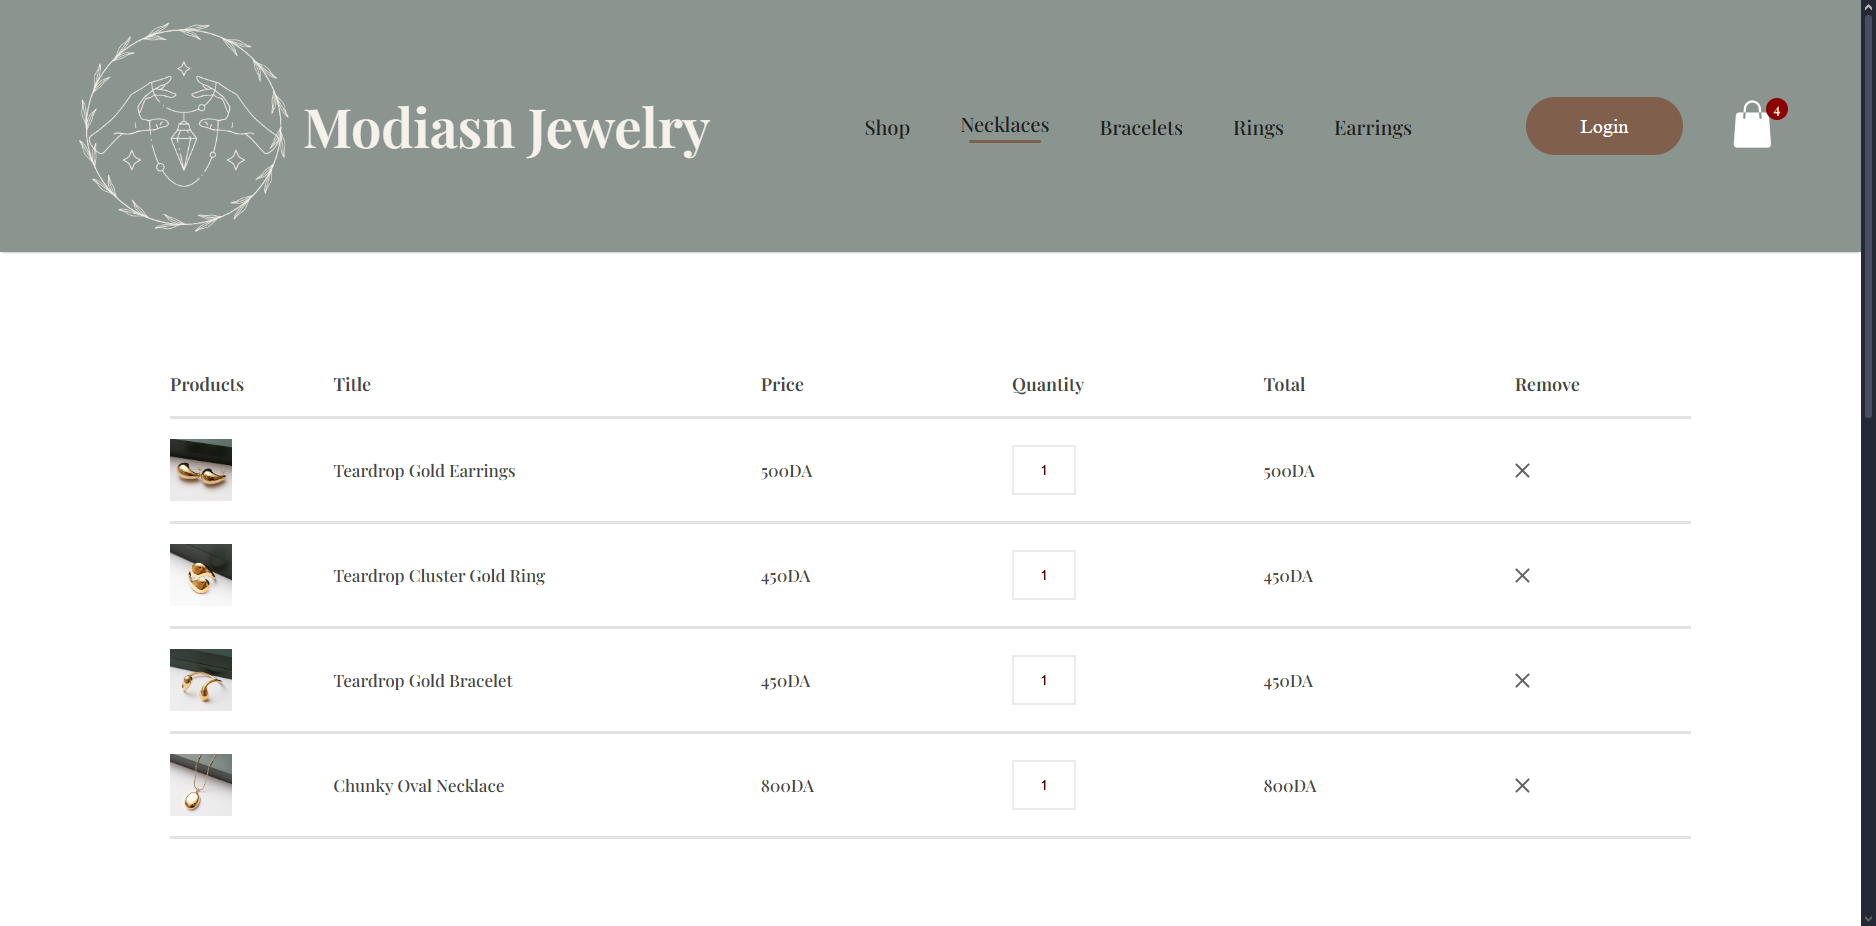 Modiasn Jewelry
Shop Necklaces Bracelets Rings Earrings
Login
4
Products Title Price Quantity Total Remove
Teardrop Gold Earrings 500DA 1 500DA
Teardrop Cluster Gold Ring 450DA 1 450DA
Teardrop Gold Bracelet 450DA 1 450DA
Chunky Oval Necklace 800DA 1 800DA